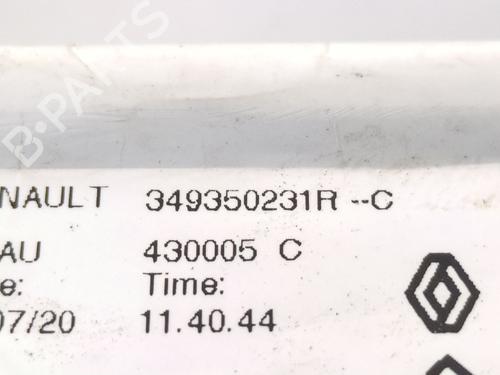 B-PARTS
NAULT 349350231R --C
AU 430005 C
e: Time:
07/20 11.40.44